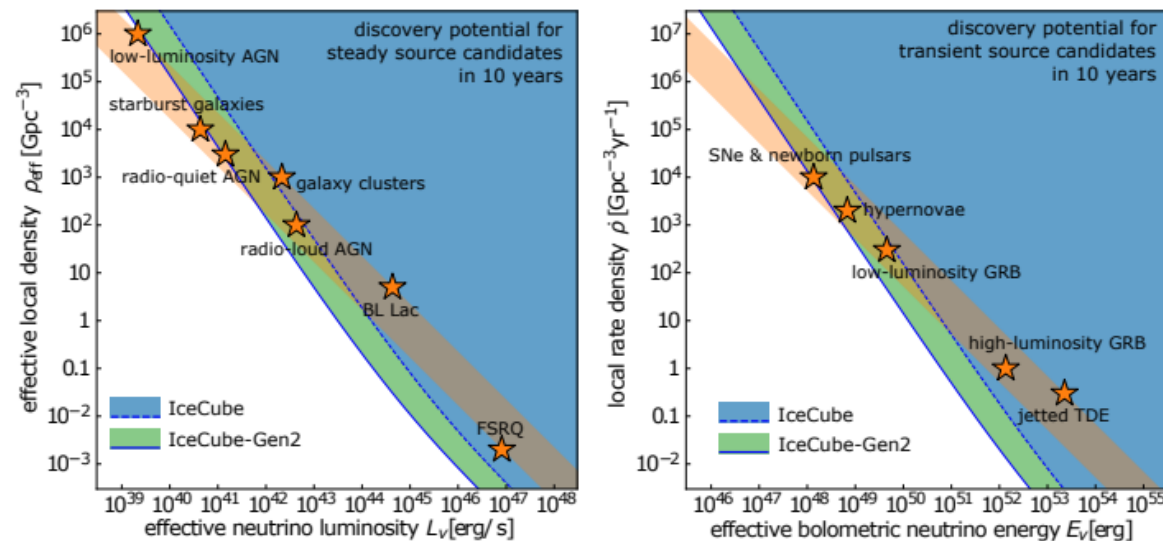 discovery potential for
steady source candidates
in 10 years
effective local density ρeff [Gpc⁻³]
10⁶
10⁵
10⁴
10³
10²
10
1
0.1
10⁻²
10⁻³
low-luminosity AGN
starburst galaxies
radio-quiet AGN
galaxy clusters
radio-loud AGN
BL Lac
FSRQ
IceCube
IceCube-Gen2
10³⁹ 10⁴⁰ 10⁴¹ 10⁴² 10⁴³ 10⁴⁴ 10⁴⁵ 10⁴⁶ 10⁴⁷ 10⁴⁸
effective neutrino luminosity Lν[erg/s]
discovery potential for
transient source candidates
in 10 years
local rate density ρ̇ [Gpc⁻³yr⁻¹]
10⁷
10⁶
10⁵
10⁴
10³
10²
10
1
0.1
10⁻²
SNe & newborn pulsars
hypernovae
low-luminosity GRB
high-luminosity GRB
jetted TDE
IceCube
IceCube-Gen2
10⁴⁶ 10⁴⁷ 10⁴⁸ 10⁴⁹ 10⁵⁰ 10⁵¹ 10⁵² 10⁵³ 10⁵⁴ 10⁵⁵
effective bolometric neutrino energy Eν[erg]